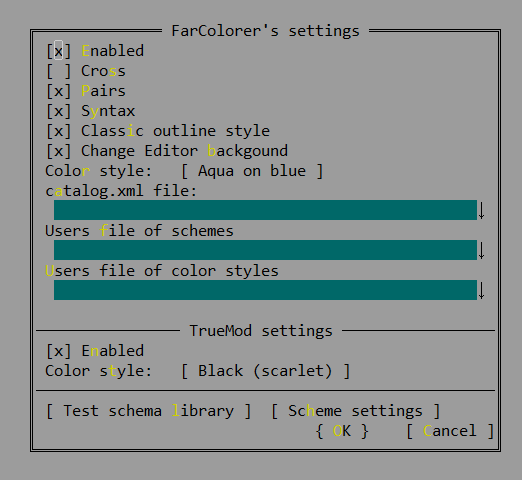 FarColorer's settings
[x] Enabled
[ ] Cross
[x] Pairs
[x] Syntax
[x] Classic outline style
[x] Change Editor backgound
Color style: [ Aqua on blue ]
catalog.xml file:
↓
Users file of schemes
↓
Users file of color styles
↓
TrueMod settings
[x] Enabled
Color style: [ Black (scarlet) ]
[ Test schema library ] [ Scheme settings ]
{ OK } [ Cancel ]